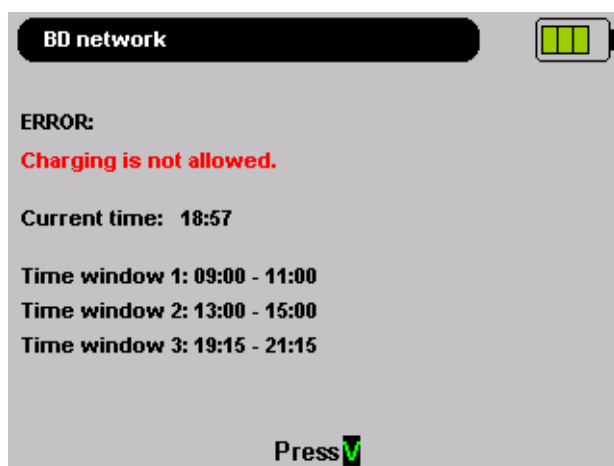 BD network
ERROR:
Charging is not allowed.
Current time: 18:57
Time window 1: 09:00 - 11:00
Time window 2: 13:00 - 15:00
Time window 3: 19:15 - 21:15
Press V